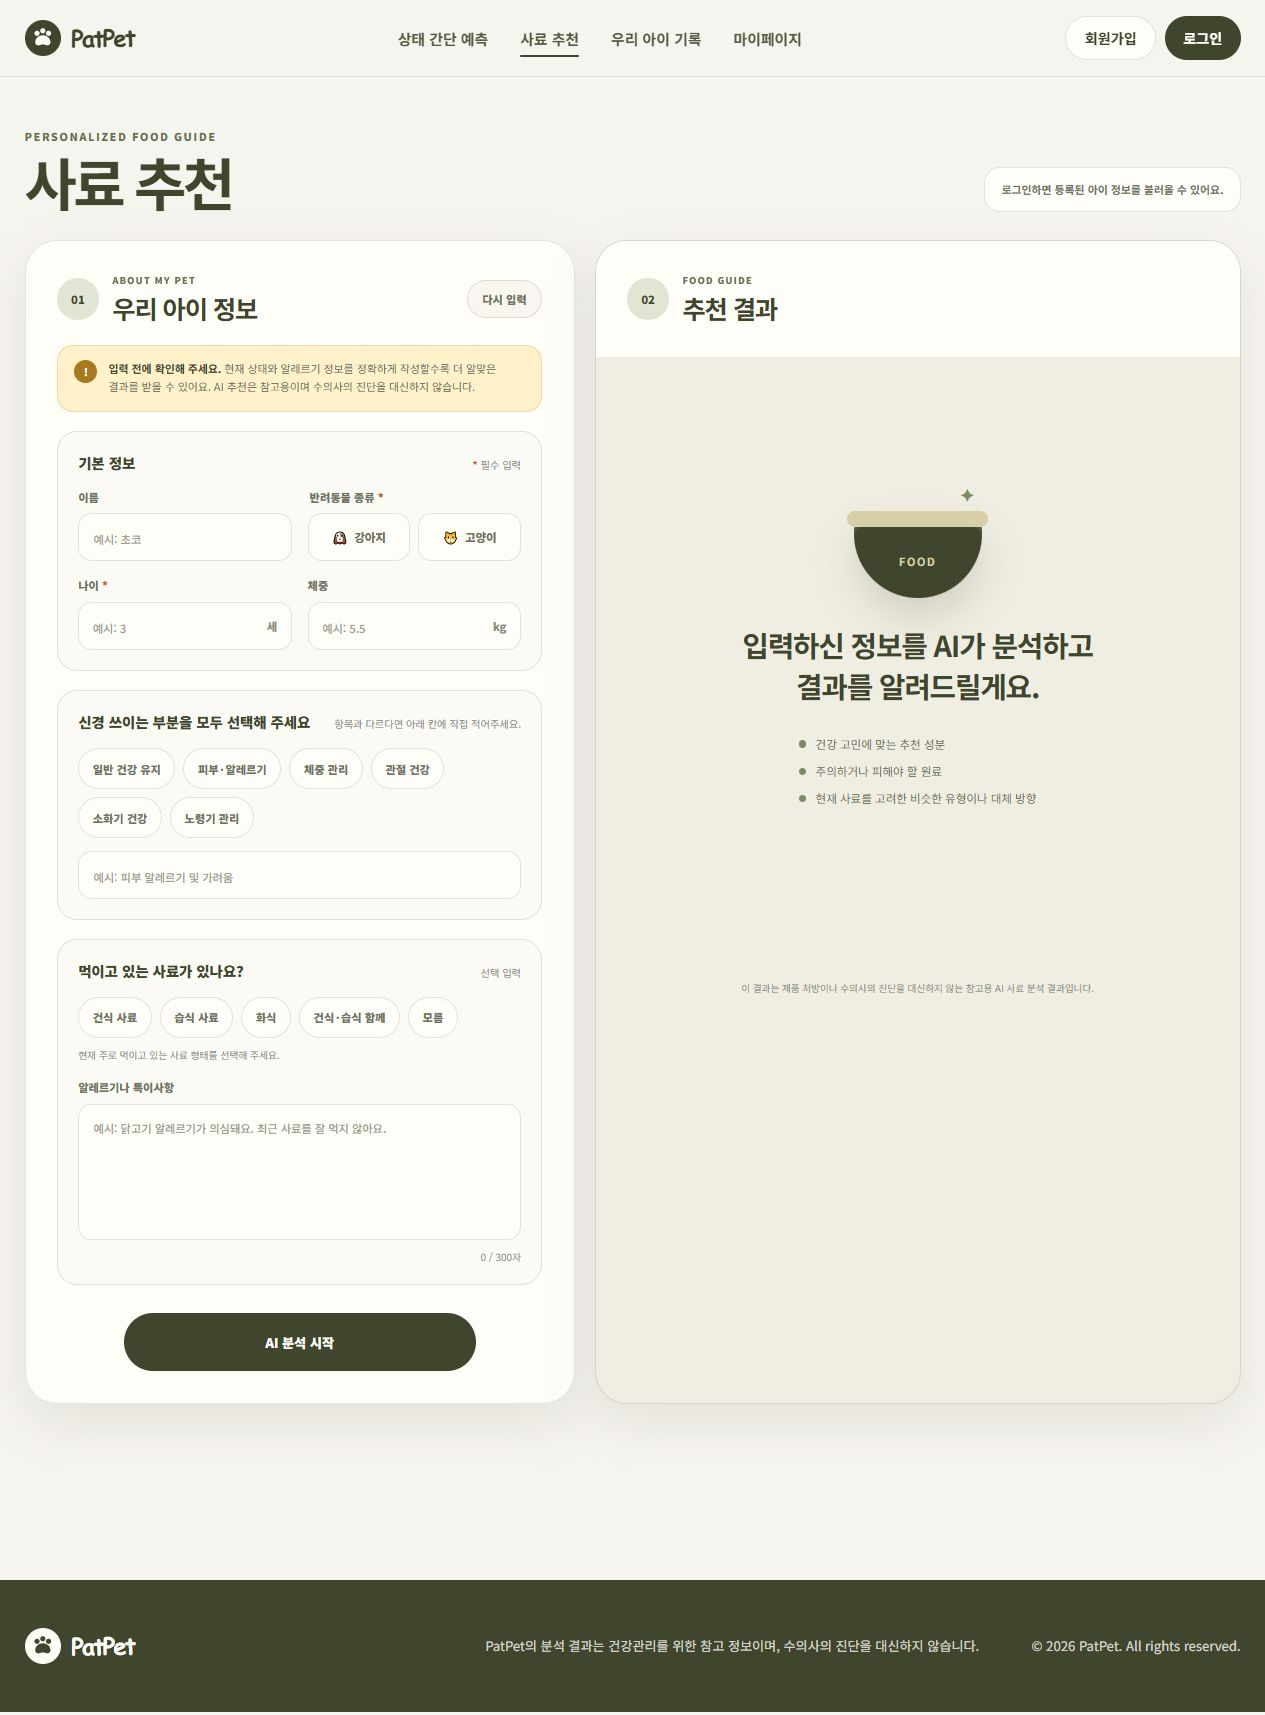 PatPet
상태 간단 예측
사료 추천
우리 아이 기록
마이페이지
회원가입
로그인
PERSONALIZED FOOD GUIDE
사료 추천
로그인하면 등록된 아이 정보를 불러올 수 있어요.
01
ABOUT MY PET
우리 아이 정보
다시 입력
!
입력 전에 확인해 주세요. 현재 상태와 알레르기 정보를 정확하게 작성할수록 더 알맞은
결과를 받을 수 있어요. AI 추천은 참고용이며 수의사의 진단을 대신하지 않습니다.
기본 정보
* 필수 입력
이름
반려동물 종류 *
예시: 초코
강아지
고양이
나이 *
체중
예시: 3
세
예시: 5.5
kg
신경 쓰이는 부분을 모두 선택해 주세요
항목과 다르다면 아래 칸에 직접 적어주세요.
일반 건강 유지
피부·알레르기
체중 관리
관절 건강
소화기 건강
노령기 관리
예시: 피부 알레르기 및 가려움
먹이고 있는 사료가 있나요?
선택 입력
건식 사료
습식 사료
화식
건식·습식 함께
모름
현재 주로 먹이고 있는 사료 형태를 선택해 주세요.
알레르기나 특이사항
예시: 닭고기 알레르기가 의심돼요. 최근 사료를 잘 먹지 않아요.
0 / 300자
AI 분석 시작
02
FOOD GUIDE
추천 결과
FOOD
입력하신 정보를 AI가 분석하고
결과를 알려드릴게요.
건강 고민에 맞는 추천 성분
주의하거나 피해야 할 원료
현재 사료를 고려한 비슷한 유형이나 대체 방향
이 결과는 제품 처방이나 수의사의 진단을 대신하지 않는 참고용 AI 사료 분석 결과입니다.
PatPet
PatPet의 분석 결과는 건강관리를 위한 참고 정보이며, 수의사의 진단을 대신하지 않습니다.
© 2026 PatPet. All rights reserved.